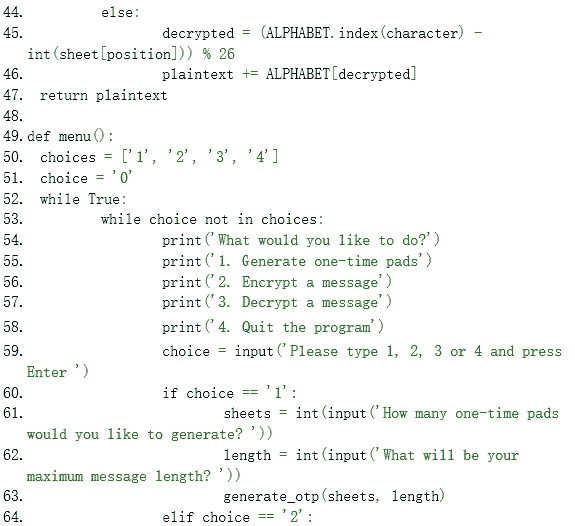 44. else:
45. decrypted = (ALPHABET.index(character) -
int(sheet[position])) % 26
46. plaintext += ALPHABET[decrypted]
47. return plaintext
48.
49. def menu():
50. choices = ['1', '2', '3', '4']
51. choice = '0'
52. while True:
53. while choice not in choices:
54. print('What would you like to do?')
55. print('1. Generate one-time pads')
56. print('2. Encrypt a message')
57. print('3. Decrypt a message')
58. print('4. Quit the program')
59. choice = input('Please type 1, 2, 3 or 4 and press
Enter ')
60. if choice == '1':
61. sheets = int(input('How many one-time pads
would you like to generate? '))
62. length = int(input('What will be your
maximum message length? '))
63. generate_otp(sheets, length)
64. elif choice == '2':